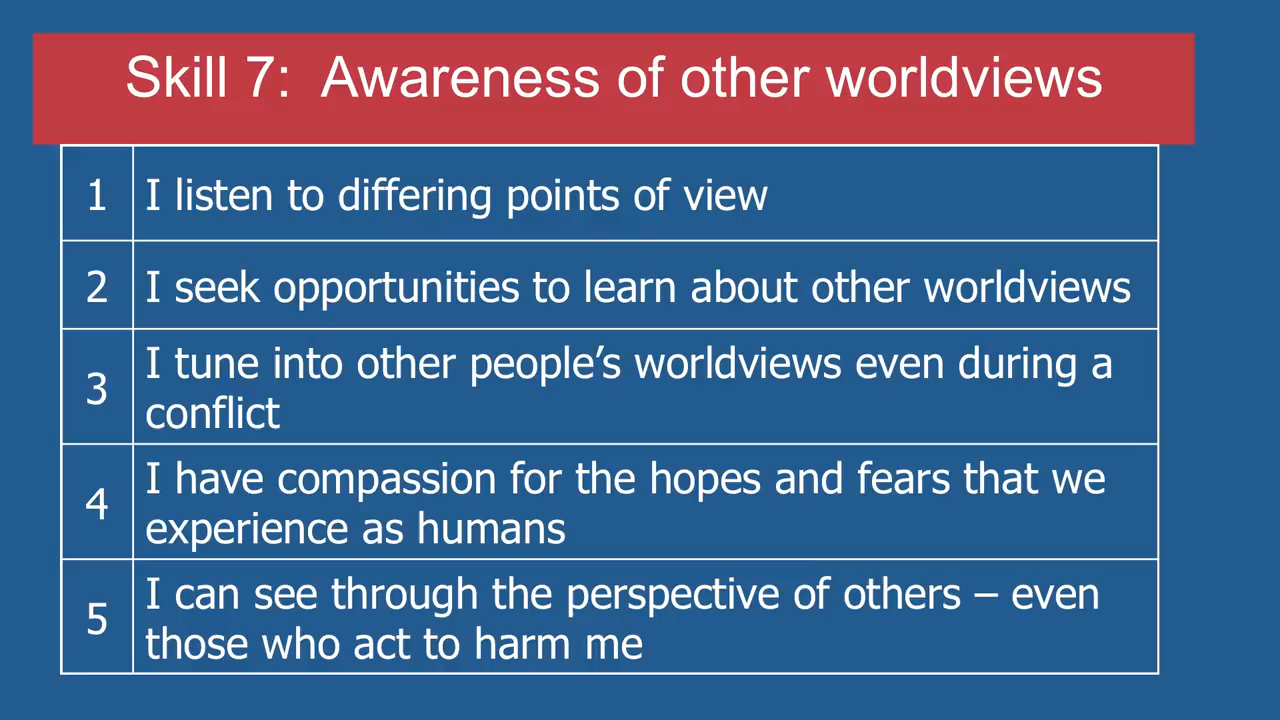 Skill 7:  Awareness of other worldviews
1 I listen to differing points of view
2 I seek opportunities to learn about other worldviews
3 I tune into other people’s worldviews even during a
conflict
4 I have compassion for the hopes and fears that we
experience as humans
5 I can see through the perspective of others – even
those who act to harm me